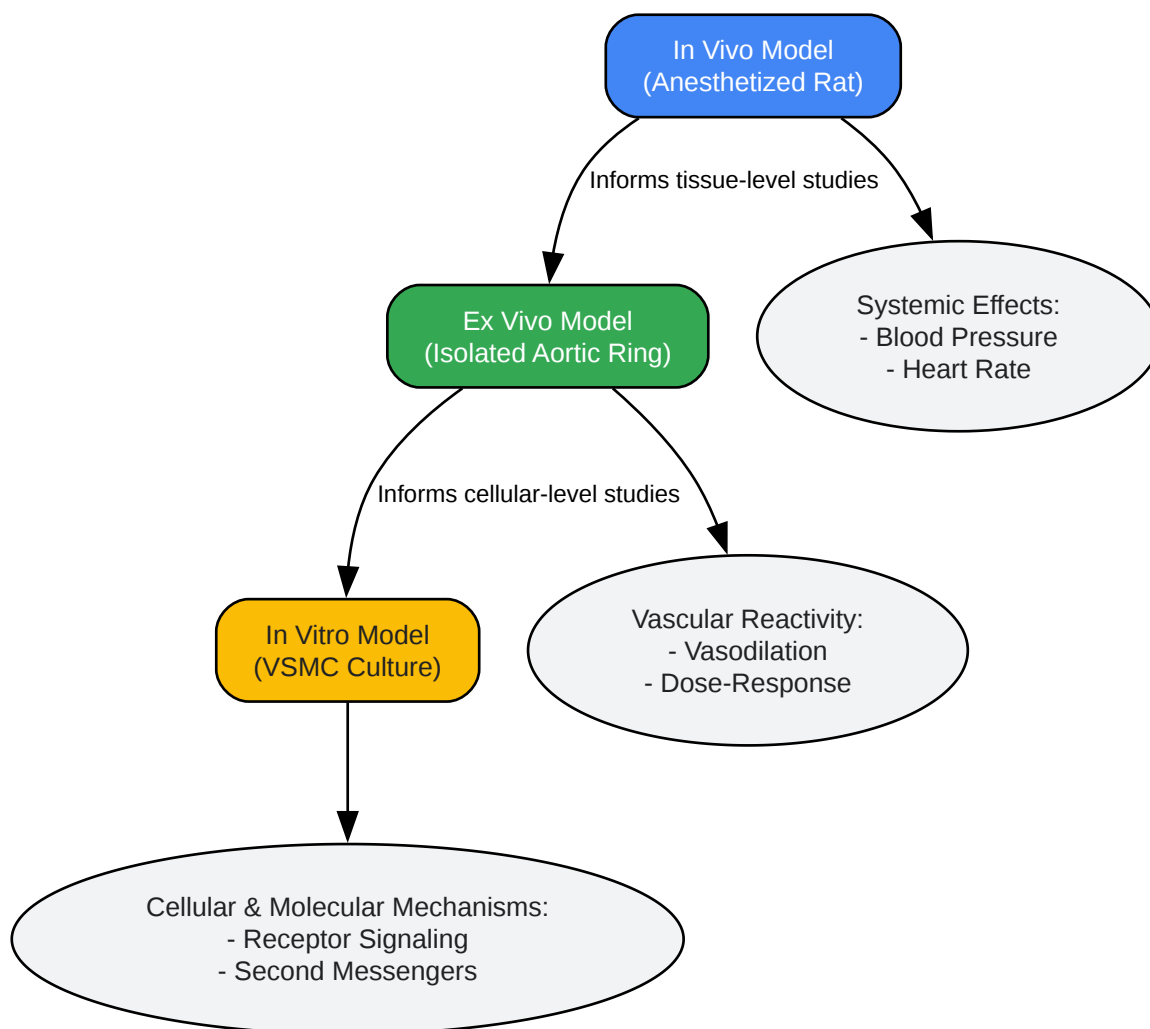 In Vivo Model
(Anesthetized Rat)
Informs tissue-level studies
Systemic Effects:
- Blood Pressure
- Heart Rate
Ex Vivo Model
(Isolated Aortic Ring)
Informs cellular-level studies
Vascular Reactivity:
- Vasodilation
- Dose-Response
In Vitro Model
(VSMC Culture)
Cellular & Molecular Mechanisms:
- Receptor Signaling
- Second Messengers